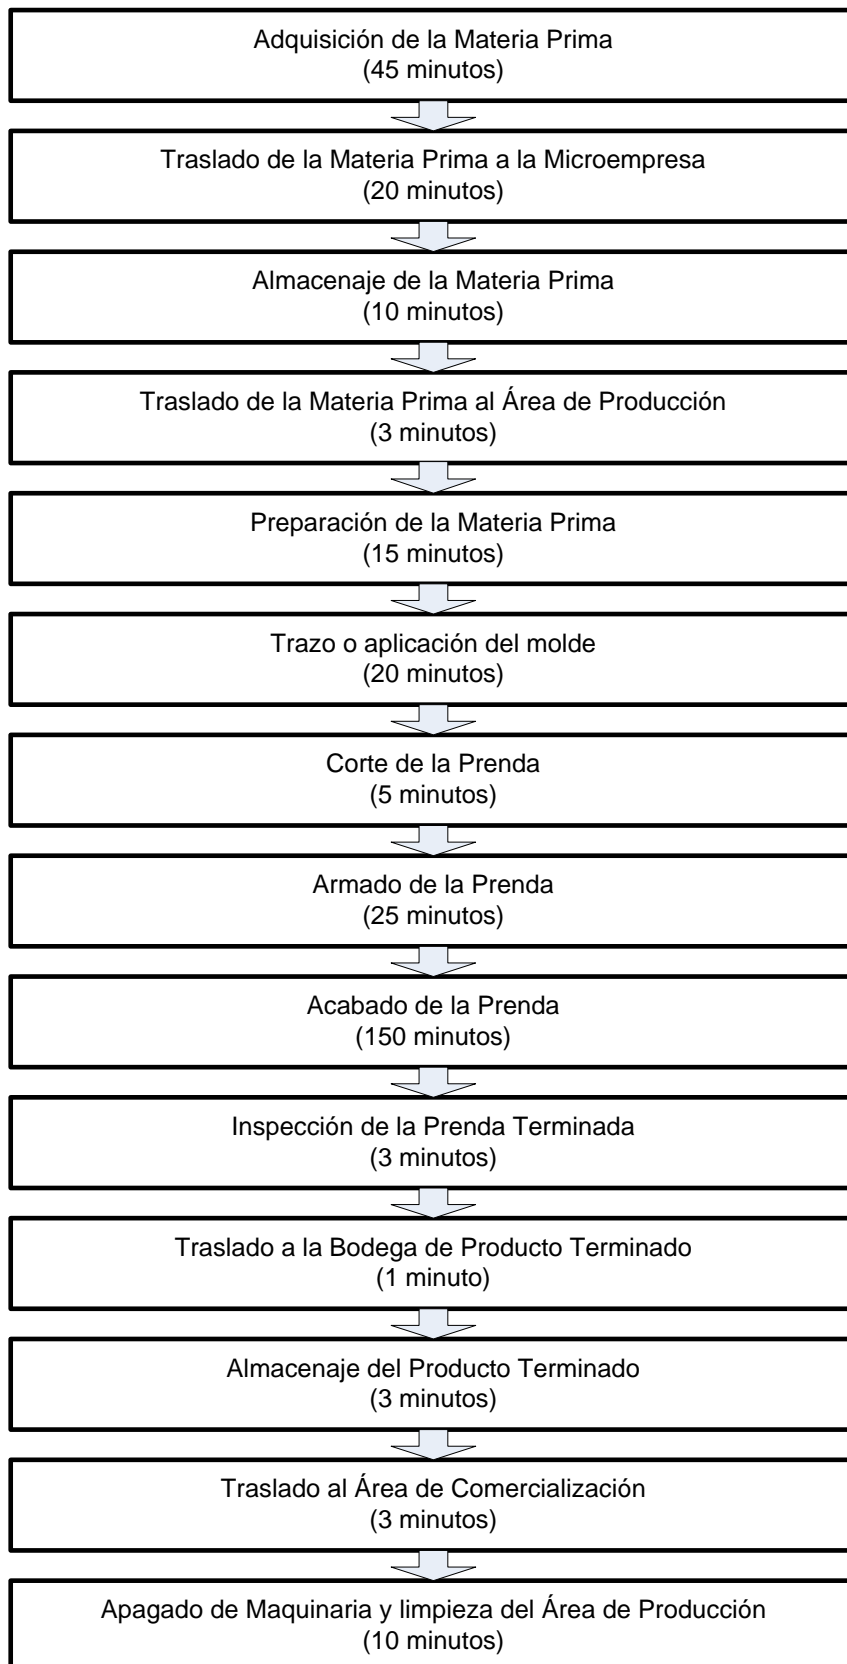 Adquisición de la Materia Prima
(45 minutos)
Traslado de la Materia Prima a la Microempresa
(20 minutos)
Almacenaje de la Materia Prima
(10 minutos)
Traslado de la Materia Prima al Área de Producción
(3 minutos)
Preparación de la Materia Prima
(15 minutos)
Trazo o aplicación del molde
(20 minutos)
Corte de la Prenda
(5 minutos)
Armado de la Prenda
(25 minutos)
Acabado de la Prenda
(150 minutos)
Inspección de la Prenda Terminada
(3 minutos)
Traslado a la Bodega de Producto Terminado
(1 minuto)
Almacenaje del Producto Terminado
(3 minutos)
Traslado al Área de Comercialización
(3 minutos)
Apagado de Maquinaria y limpieza del Área de Producción
(10 minutos)